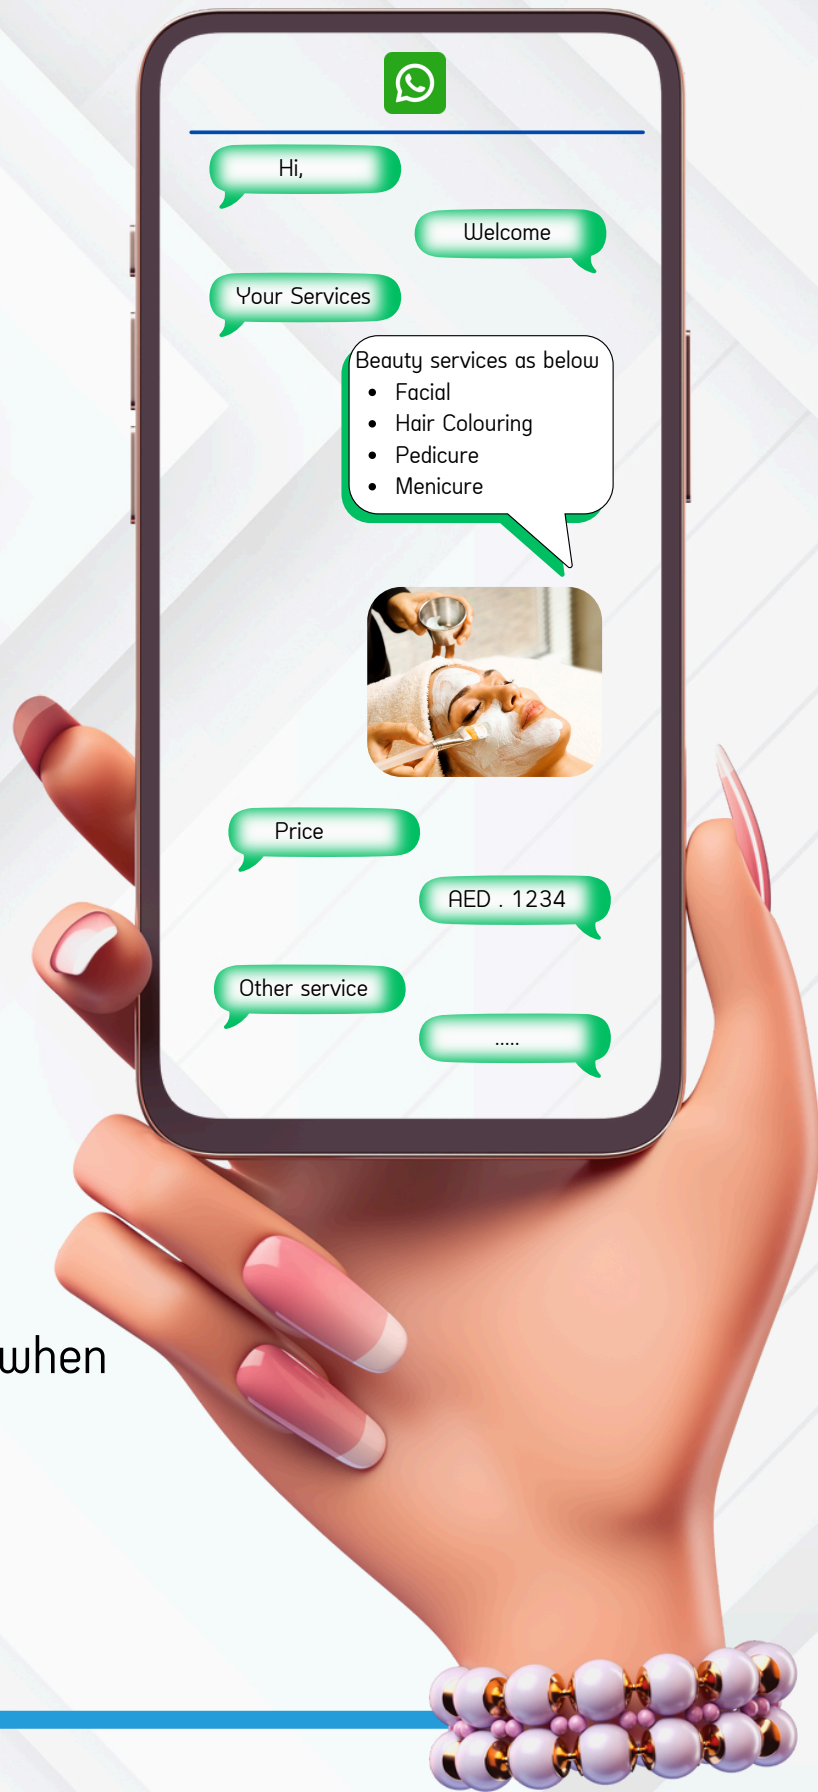 Hi,
Welcome
Your Services
Beauty services as below
• Facial
• Hair Colouring
• Pedicure
• Menicure
Price
AED . 1234
Other service
.....
when